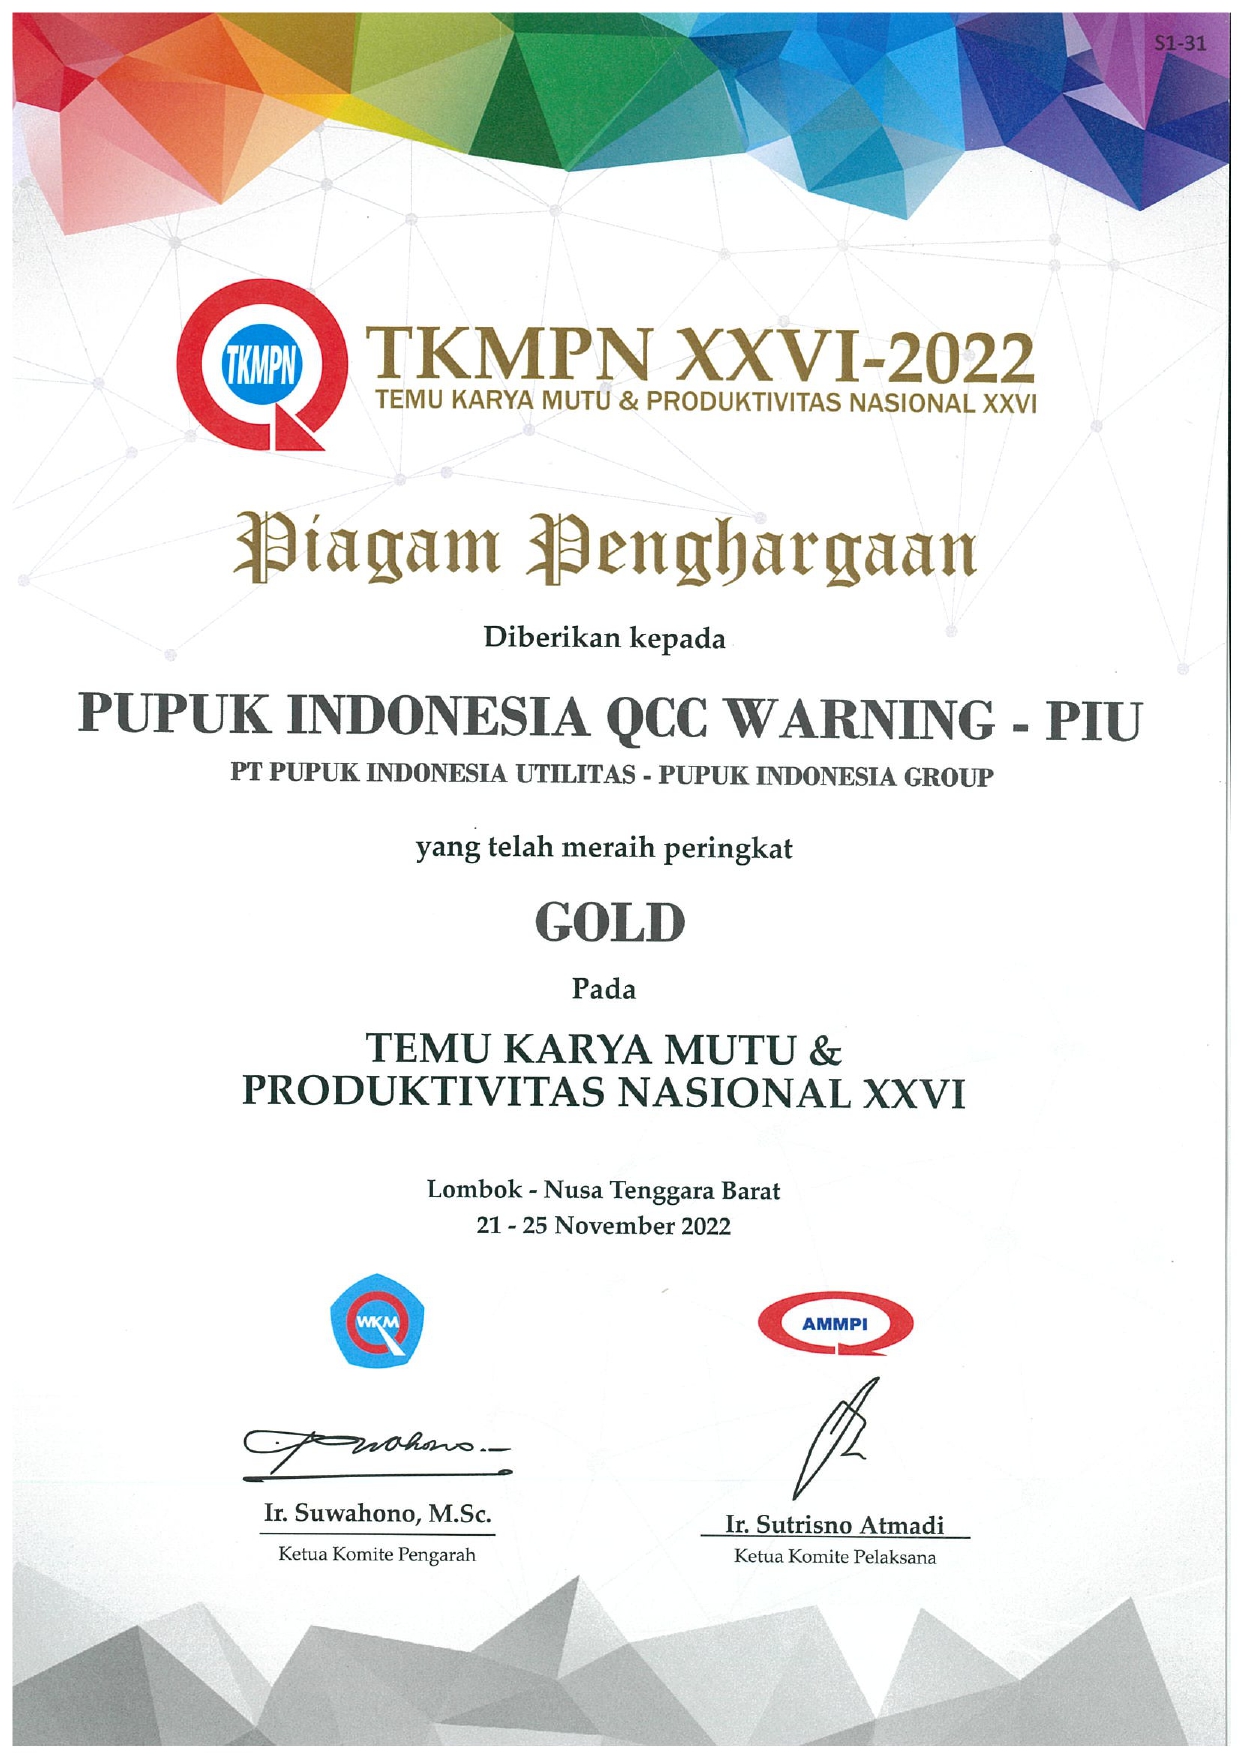 S1-31
TKMPN
TKMPN XXVI-2022
TEMU KARYA MUTU & PRODUKTIVITAS NASIONAL XXVI
Piagam Penghargaan
Diberikan kepada
PUPUK INDONESIA QCC WARNING - PIU
PT PUPUK INDONESIA UTILITAS - PUPUK INDONESIA GROUP
yang telah meraih peringkat
GOLD
Pada
TEMU KARYA MUTU &
PRODUKTIVITAS NASIONAL XXVI
Lombok - Nusa Tenggara Barat
21 - 25 November 2022
WKM
AMMPI
Ir. Suwahono, M.Sc.
Ketua Komite Pengarah
Ir. Sutrisno Atmadi
Ketua Komite Pelaksana